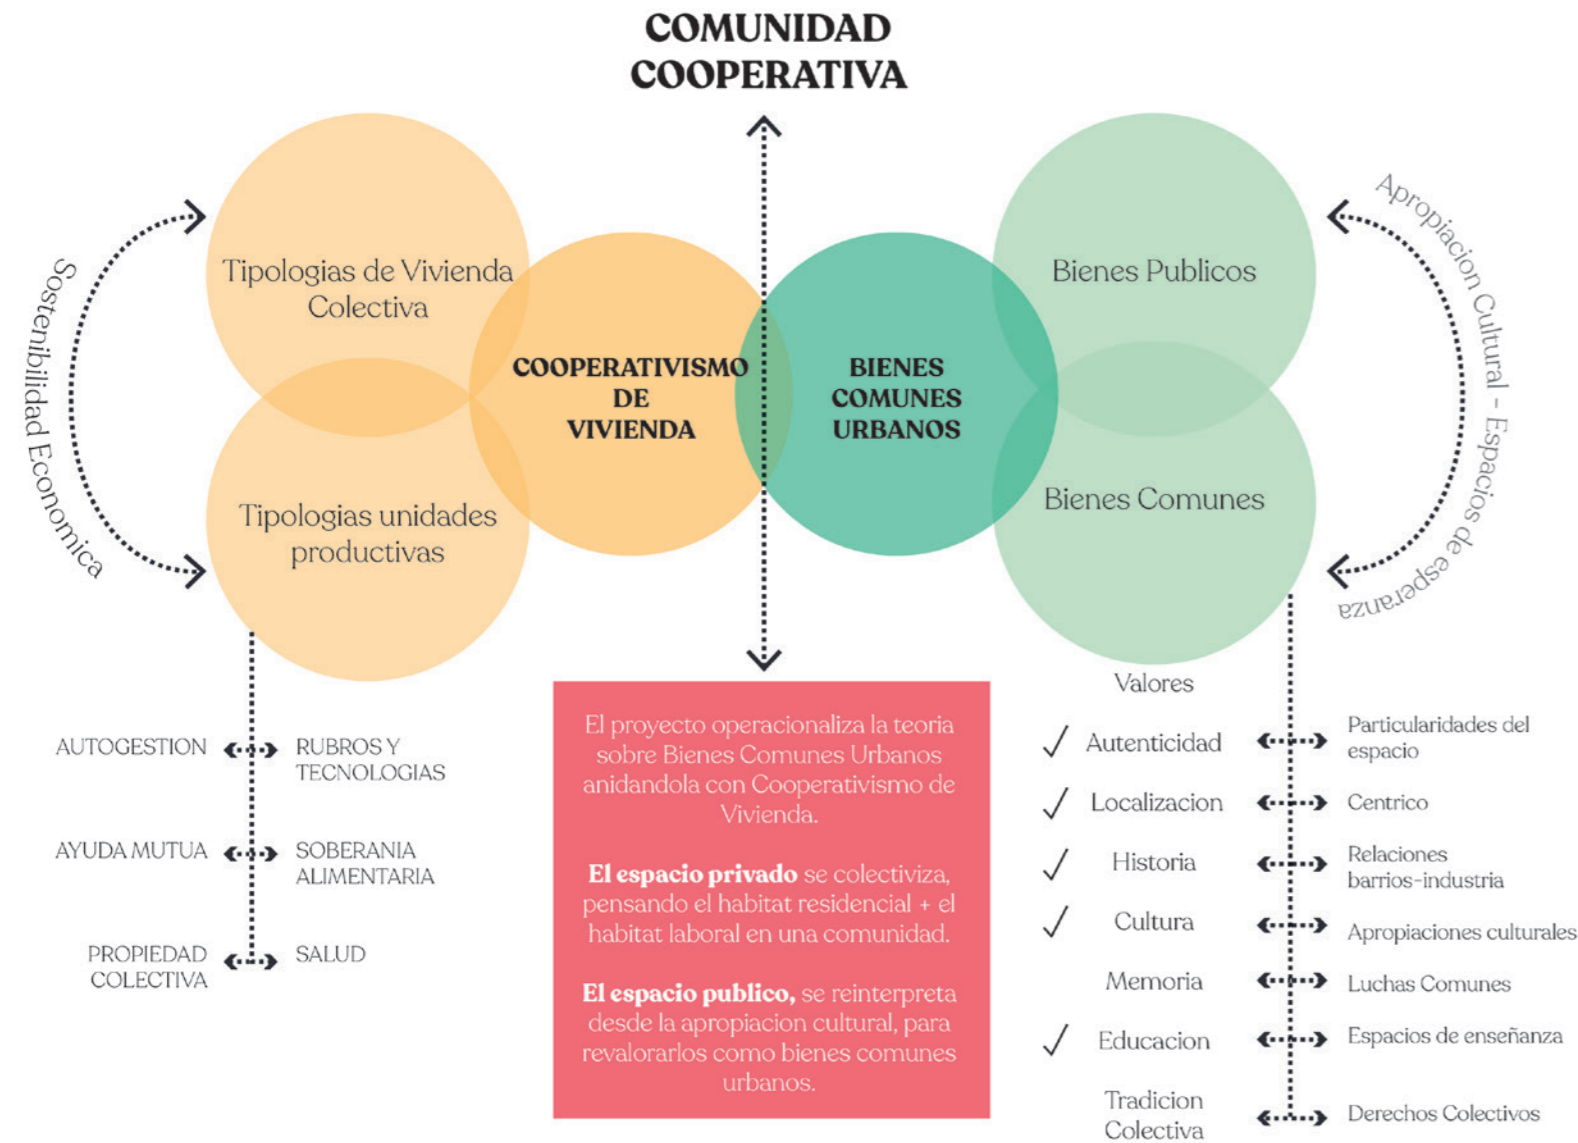 COMUNIDAD
COOPERATIVA
Sostenibilidad Economica
Tipologias de Vivienda
Colectiva
Tipologias unidades
productivas
COOPERATIVISMO
DE
VIVIENDA
BIENES
COMUNES
URBANOS
Bienes Publicos
Bienes Comunes
Apropiacion Cultural - Espacios de esperanza
AUTOGESTION
RUBROS Y
TECNOLOGIAS
AYUDA MUTUA
SOBERANIA
ALIMENTARIA
PROPIEDAD
COLECTIVA
SALUD
El proyecto operacionaliza la teoria
sobre Bienes Comunes Urbanos
anidandola con Cooperativismo de
Vivienda.
El espacio privado se colectiviza,
pensando el habitat residencial + el
habitat laboral en una comunidad.
El espacio publico, se reinterpreta
desde la apropiacion cultural, para
revalorarlos como bienes comunes
urbanos.
Valores
Autenticidad
Particularidades del
espacio
Localizacion
Centrico
Historia
Relaciones
barrios-industria
Cultura
Apropiaciones culturales
Memoria
Luchas Comunes
Educacion
Espacios de enseñanza
Tradicion
Colectiva
Derechos Colectivos